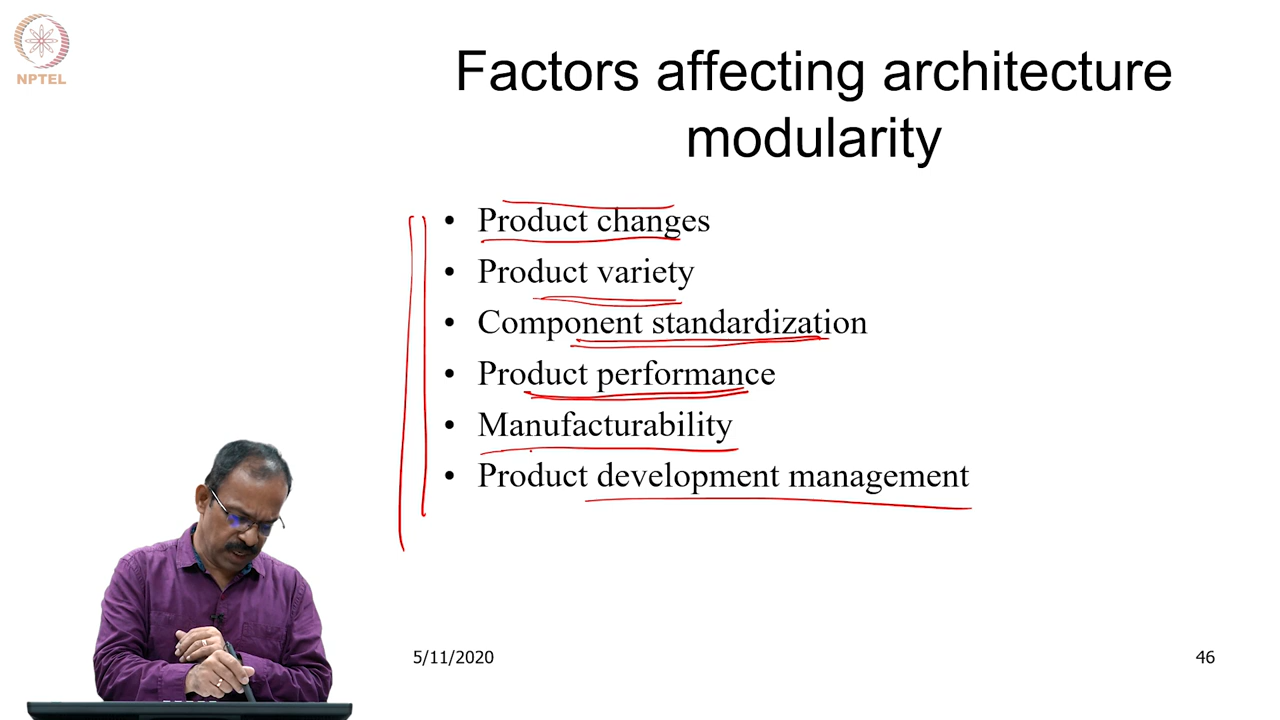 NPTEL
Factors affecting architecture
modularity
• Product changes
• Product variety
• Component standardization
• Product performance
• Manufacturability
• Product development management
5/11/2020
46